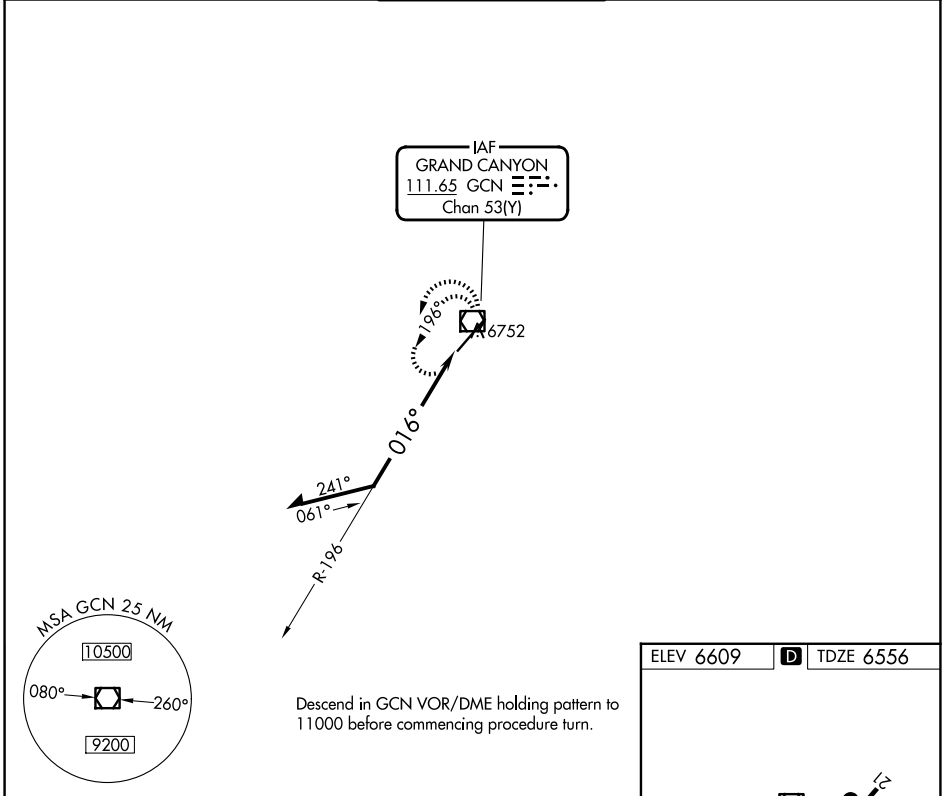 IAF
GRAND CANYON
111.65 GCN
Chan 53(Y)
196°
6752
016°
241°
061°
R-196
MSA GCN 25 NM
10500
080°
260°
9200
Descend in GCN VOR/DME holding pattern to
11000 before commencing procedure turn.
ELEV 6609 D TDZE 6556
21